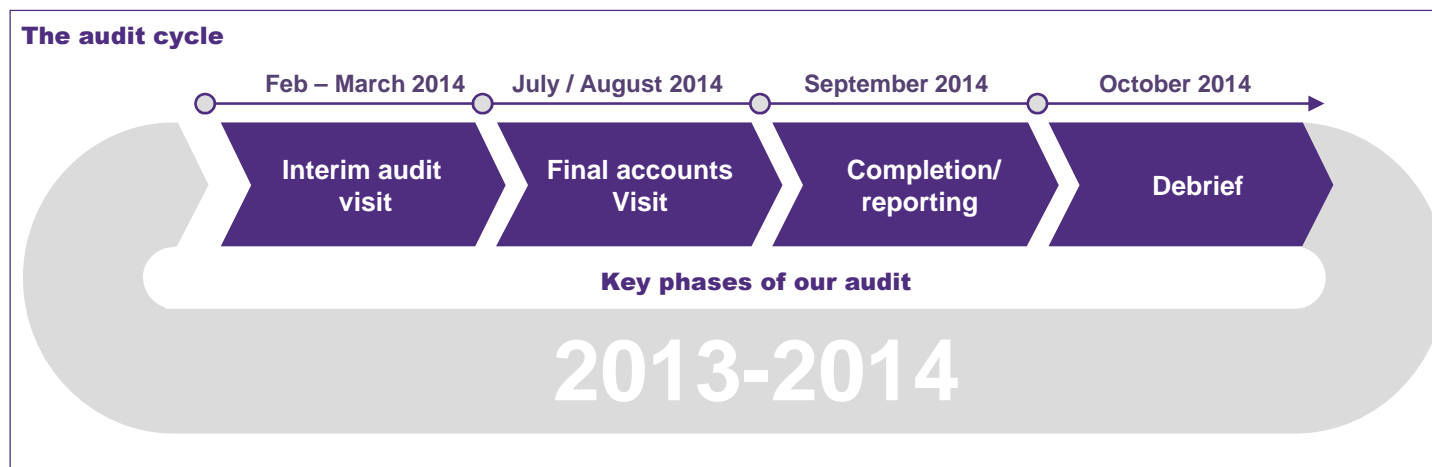 The audit cycle
Feb – March 2014
July / August 2014
September 2014
October 2014
Interim audit
visit
Final accounts
Visit
Completion/
reporting
Debrief
Key phases of our audit
2013-2014